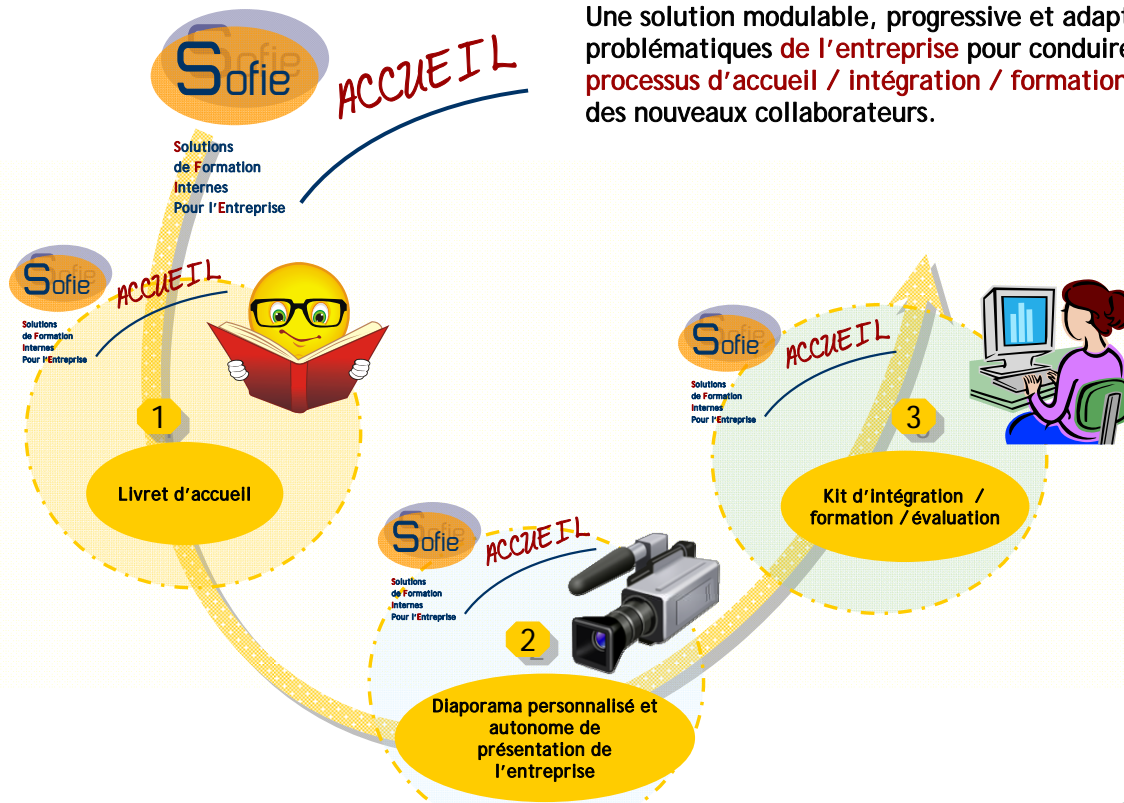 Sofie
ACCUEIL
Solutions
de Formation
Internes
Pour l'Entreprise
Une solution modulable, progressive et adapt
problématiques de l'entreprise pour conduire
processus d'accueil / intégration / formation
des nouveaux collaborateurs.
Sofie
ACCUEIL
Solutions
de Formation
Internes
Pour l'Entreprise
1
Livret d'accueil
Sofie
ACCUEIL
Solutions
de Formation
Internes
Pour l'Entreprise
2
Diaporama personnalisé et
autonome de
présentation de
l'entreprise
Sofie
ACCUEIL
Solutions
de Formation
Internes
Pour l'Entreprise
3
Kit d'intégration /
formation / évaluation